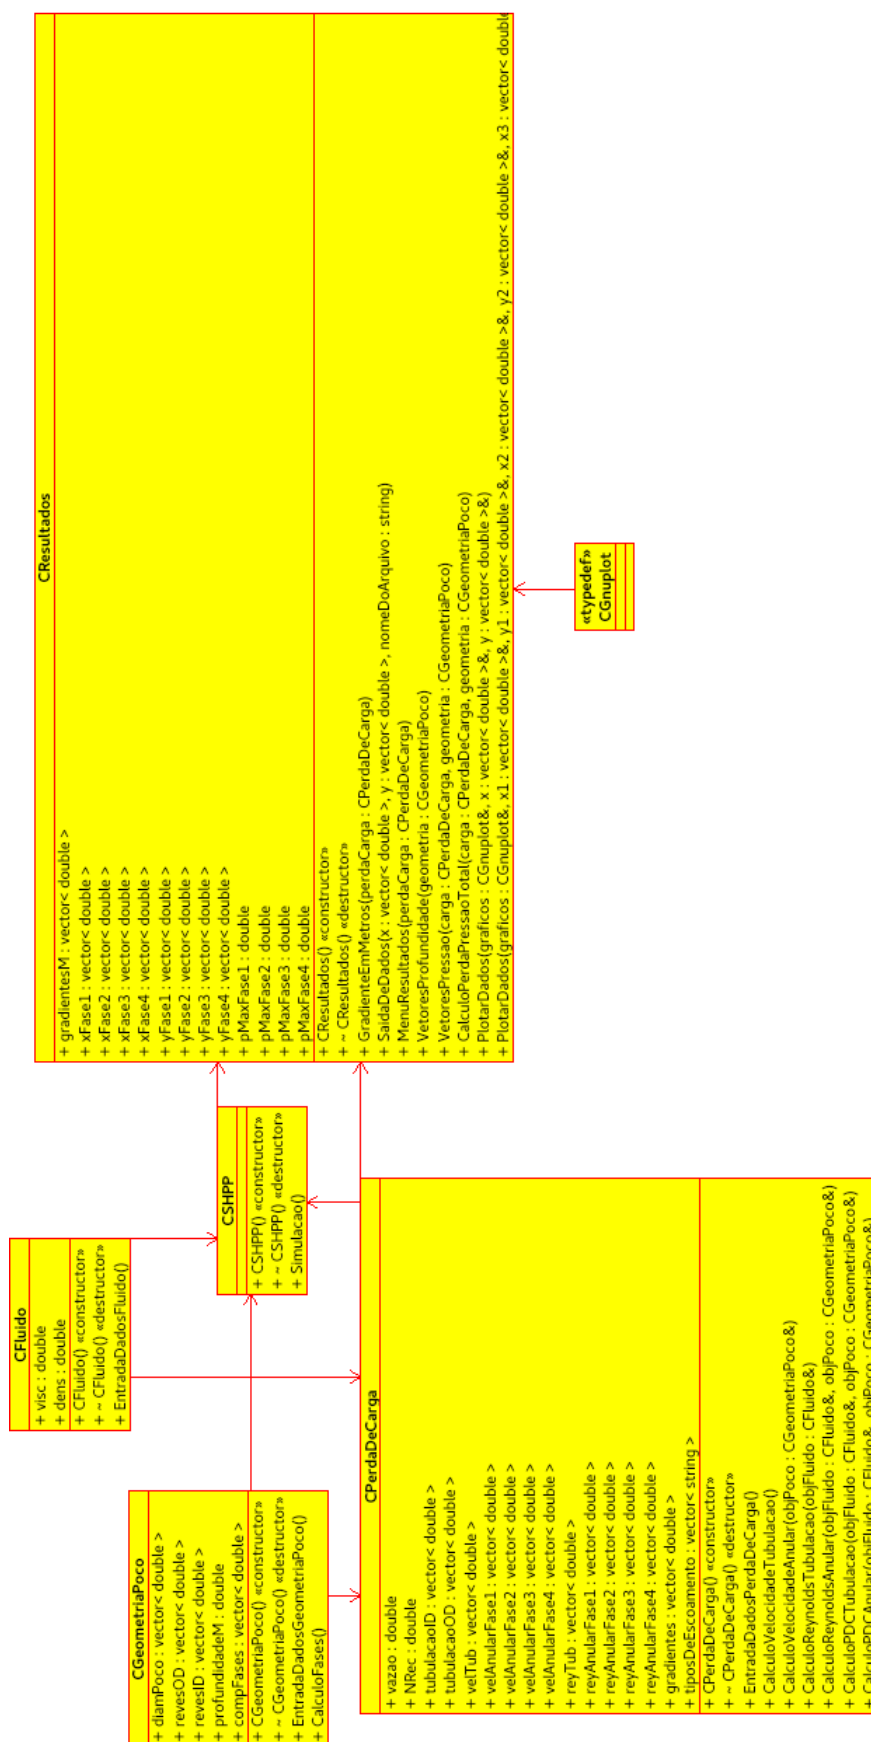 CGeometriaPoco
+ diamPoco : vector< double >
+ revesOD : vector< double >
+ revesID : vector< double >
+ profundidadeM : double
+ compFases : vector< double >
+ CGeometriaPoco() «constructor»
+ ~ CGeometriaPoco() «destructor»
+ EntradaDadosGeometriaPoco()
+ CalculoFases()
CFluido
+ visc : double
+ dens : double
+ CFluido() «constructor»
+ ~ CFluido() «destructor»
+ EntradaDadosFluido()
CSHPP
+ CSHPP() «constructor»
+ ~ CSHPP() «destructor»
+ Simulacao()
CPerdaDeCarga
+ vazao : double
+ NRec : double
+ tubulacaoID : vector< double >
+ tubulacaoOD : vector< double >
+ velTub : vector< double >
+ velAnularFase1 : vector< double >
+ velAnularFase2 : vector< double >
+ velAnularFase3 : vector< double >
+ velAnularFase4 : vector< double >
+ reyTub : vector< double >
+ reyAnularFase1 : vector< double >
+ reyAnularFase2 : vector< double >
+ reyAnularFase3 : vector< double >
+ reyAnularFase4 : vector< double >
+ gradientes : vector< double >
+ tiposDeEscoamento : vector< string >
+ CPerdaDeCarga() «constructor»
+ ~ CPerdaDeCarga() «destructor»
+ EntradaDadosPerdaDeCarga()
+ CalculoVelocidadeTubulacao()
+ CalculoVelocidadeAnular(objPoco : CGeometriaPoco&)
+ CalculoReynoldsTubulacao(objFluido : CFluido&)
+ CalculoReynoldsAnular(objFluido : CFluido&, objPoco : CGeometriaPoco&)
+ CalculoPDCTubulacao(objFluido : CFluido&, objPoco : CGeometriaPoco&)
+ CalculoPDCAnular(objFluido : CFluido&, objPoco : CGeometriaPoco&)
CResultados
+ gradientesM : vector< double >
+ xFase1 : vector< double >
+ xFase2 : vector< double >
+ xFase3 : vector< double >
+ xFase4 : vector< double >
+ yFase1 : vector< double >
+ yFase2 : vector< double >
+ yFase3 : vector< double >
+ yFase4 : vector< double >
+ pMaxFase1 : double
+ pMaxFase2 : double
+ pMaxFase3 : double
+ pMaxFase4 : double
+ CResultados() «constructor»
+ ~ CResultados() «destructor»
+ GradienteEmMetros(perdaCarga : CPerdaDeCarga)
+ SaidaDeDados(x : vector< double >, y : vector< double >, nomeDoArquivo : string)
+ MenuResultados(perdaCarga : CPerdaDeCarga)
+ VetoresProfundidade(geometria : CGeometriaPoco)
+ VetoresPressao(carga : CPerdaDeCarga, geometria : CGeometriaPoco)
+ CalculoPerdaPressaoTotal(carga : CPerdaDeCarga, geometria : CGeometriaPoco)
+ PlotarDados(graficos : CGnuplot&, x : vector< double >&, y : vector< double >&)
+ PlotarDados(graficos : CGnuplot&, x1 : vector< double >&, y1 : vector< double >&, x2 : vector< double >&, y2 : vector< double >&, x3 : vector< double
«typedef»
CGnuplot